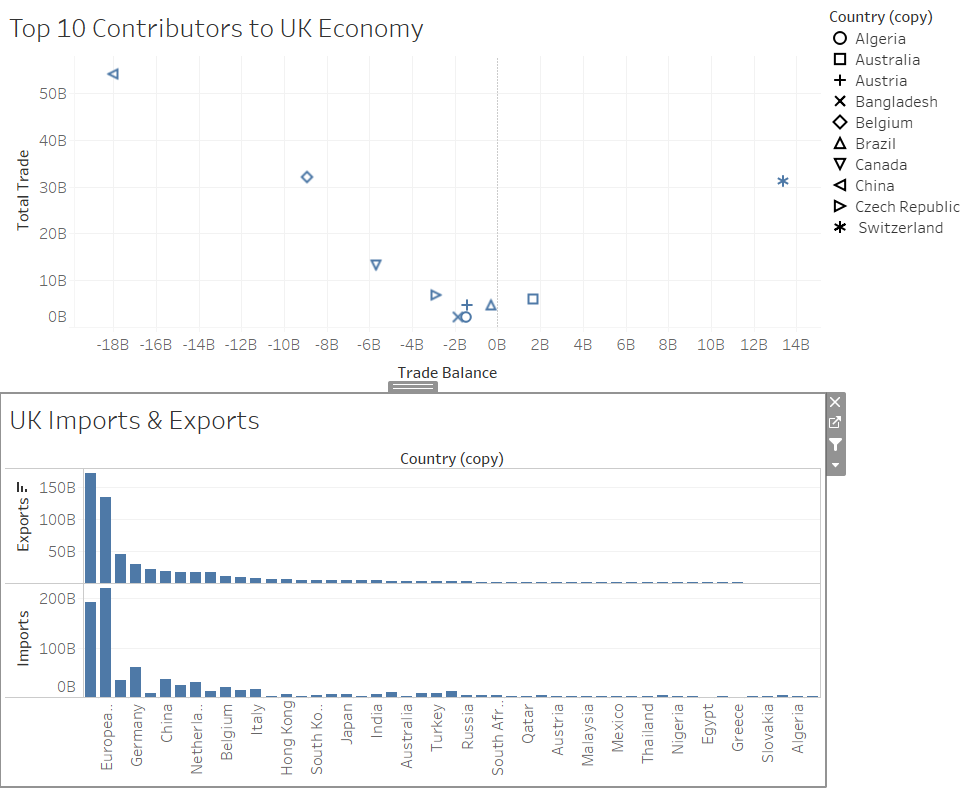 Top 10 Contributors to UK Economy
Country (copy)
Algeria
Australia
Austria
Bangladesh
Belgium
Brazil
Canada
China
Czech Republic
Switzerland
Total Trade
50B
40B
30B
20B
10B
0B
-18B -16B -14B -12B -10B -8B -6B -4B -2B 0B 2B 4B 6B 8B 10B 12B 14B
Trade Balance
UK Imports & Exports
Country (copy)
Exports
150B
100B
50B
Imports
200B
100B
0B
Europea..
Germany
China
Netherla..
Belgium
Italy
Hong Kong
South Ko..
Japan
India
Australia
Turkey
Russia
South Afr..
Qatar
Austria
Malaysia
Mexico
Thailand
Nigeria
Egypt
Greece
Slovakia
Algeria